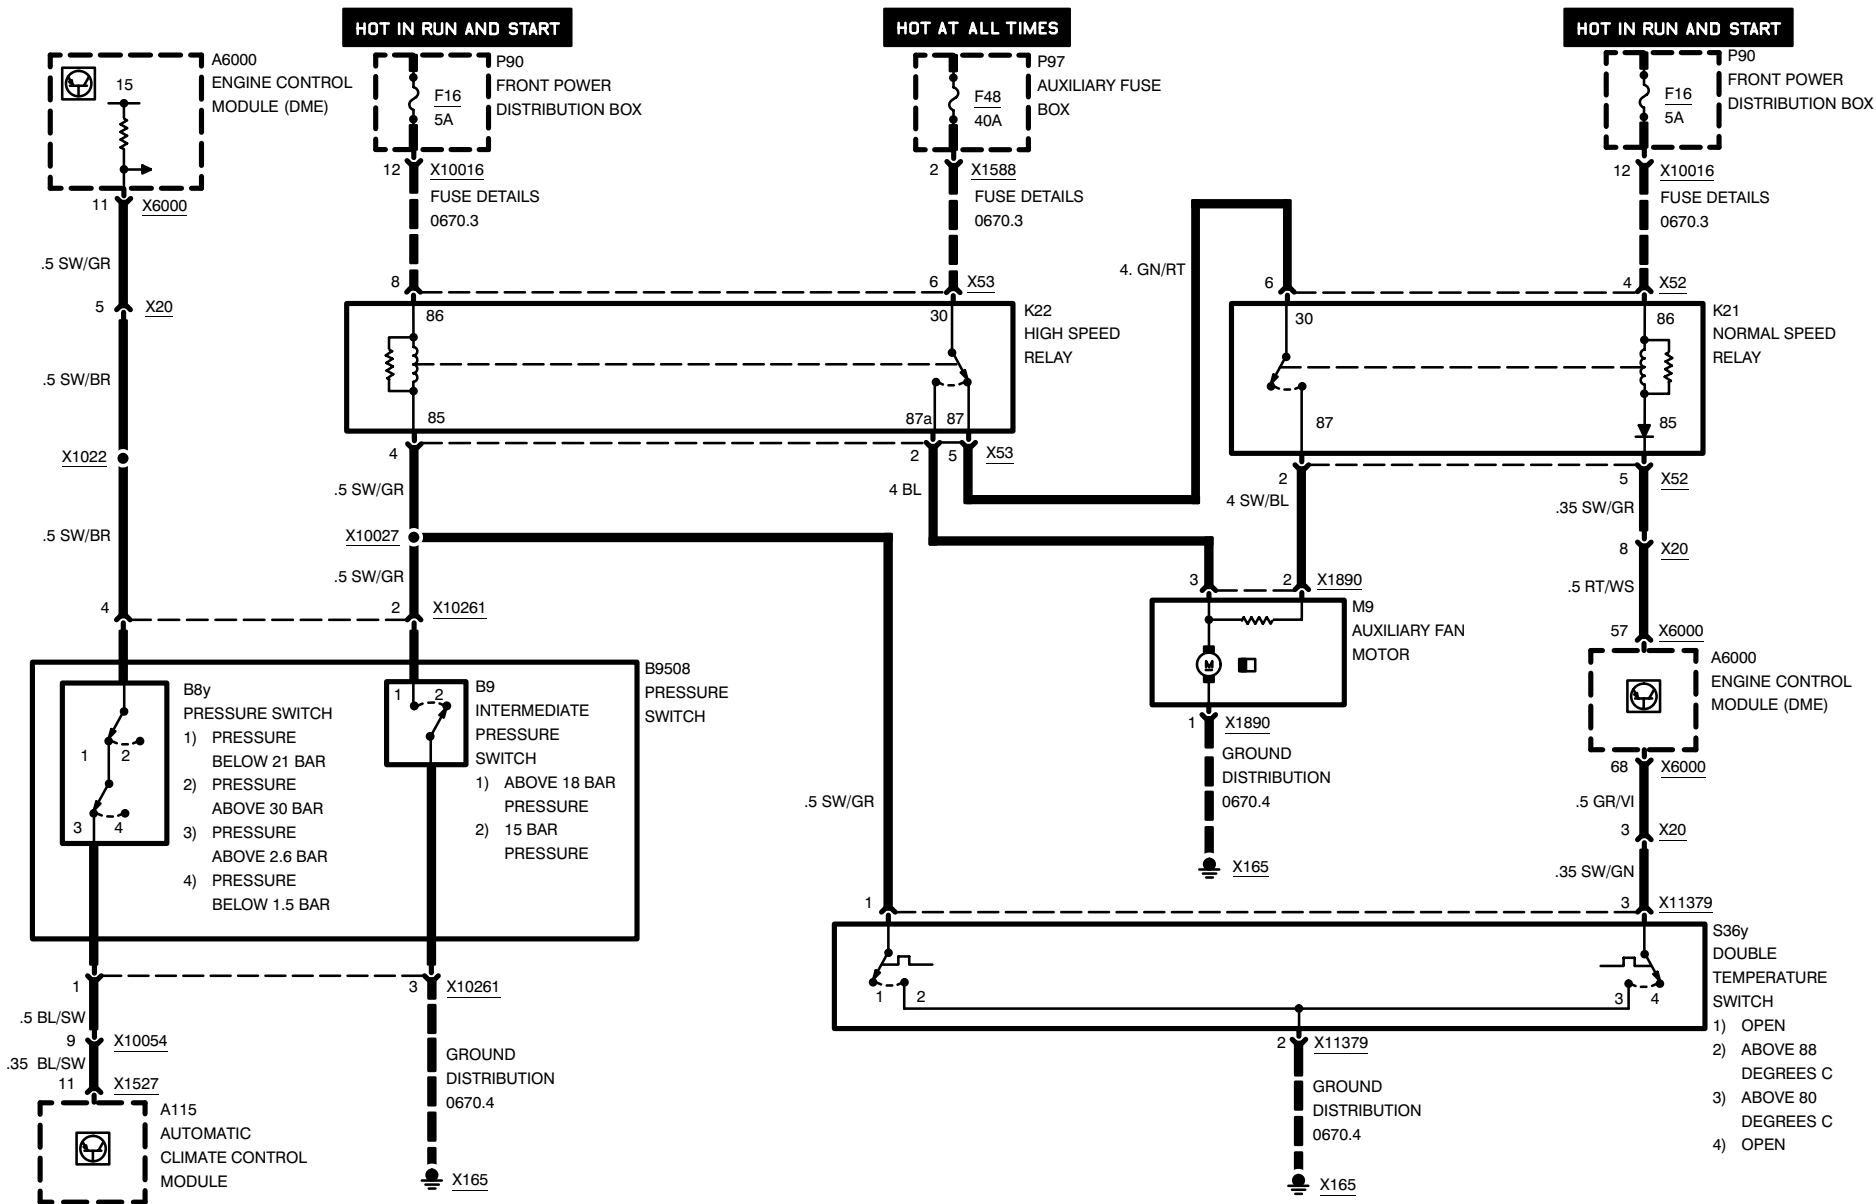 HOT IN RUN AND START
HOT AT ALL TIMES
HOT IN RUN AND START
A6000
ENGINE CONTROL
MODULE (DME)
15
11
X6000
P90
FRONT POWER
DISTRIBUTION BOX
F16
5A
12
X10016
FUSE DETAILS
0670.3
P97
AUXILIARY FUSE
BOX
F48
40A
2
X1588
FUSE DETAILS
0670.3
P90
FRONT POWER
DISTRIBUTION BOX
F16
5A
12
X10016
FUSE DETAILS
0670.3
.5 SW/GR
5
X20
.5 SW/BR
X1022
.5 SW/BR
4
8
6
X53
86
30
K22
HIGH SPEED
RELAY
85
87a
87
4
2
5
X53
.5 SW/GR
4 BL
X10027
.5 SW/GR
2
X10261
4. GN/RT
6
4
X52
30
86
K21
NORMAL SPEED
RELAY
87
85
2
5
X52
4 SW/BL
.35 SW/GR
8
X20
.5 RT/WS
57
X6000
3
2
X1890
M9
AUXILIARY FAN
MOTOR
M
1
X1890
GROUND
DISTRIBUTION
0670.4
X165
A6000
ENGINE CONTROL
MODULE (DME)
68
X6000
.5 GR/VI
3
X20
.35 SW/GN
B9508
PRESSURE
SWITCH
B8y
PRESSURE SWITCH
1) PRESSURE
BELOW 21 BAR
2) PRESSURE
ABOVE 30 BAR
3) PRESSURE
ABOVE 2.6 BAR
4) PRESSURE
BELOW 1.5 BAR
1
2
3
4
B9
INTERMEDIATE
PRESSURE
SWITCH
1) ABOVE 18 BAR
PRESSURE
2) 15 BAR
PRESSURE
1
2
1
3
X10261
.5 BL/SW
9
X10054
.35 BL/SW
11
X1527
A115
AUTOMATIC
CLIMATE CONTROL
MODULE
GROUND
DISTRIBUTION
0670.4
X165
.5 SW/GR
1
3
X11379
S36y
DOUBLE
TEMPERATURE
SWITCH
1) OPEN
2) ABOVE 88
DEGREES C
3) ABOVE 80
DEGREES C
4) OPEN
1
2
3
4
2
X11379
GROUND
DISTRIBUTION
0670.4
X165